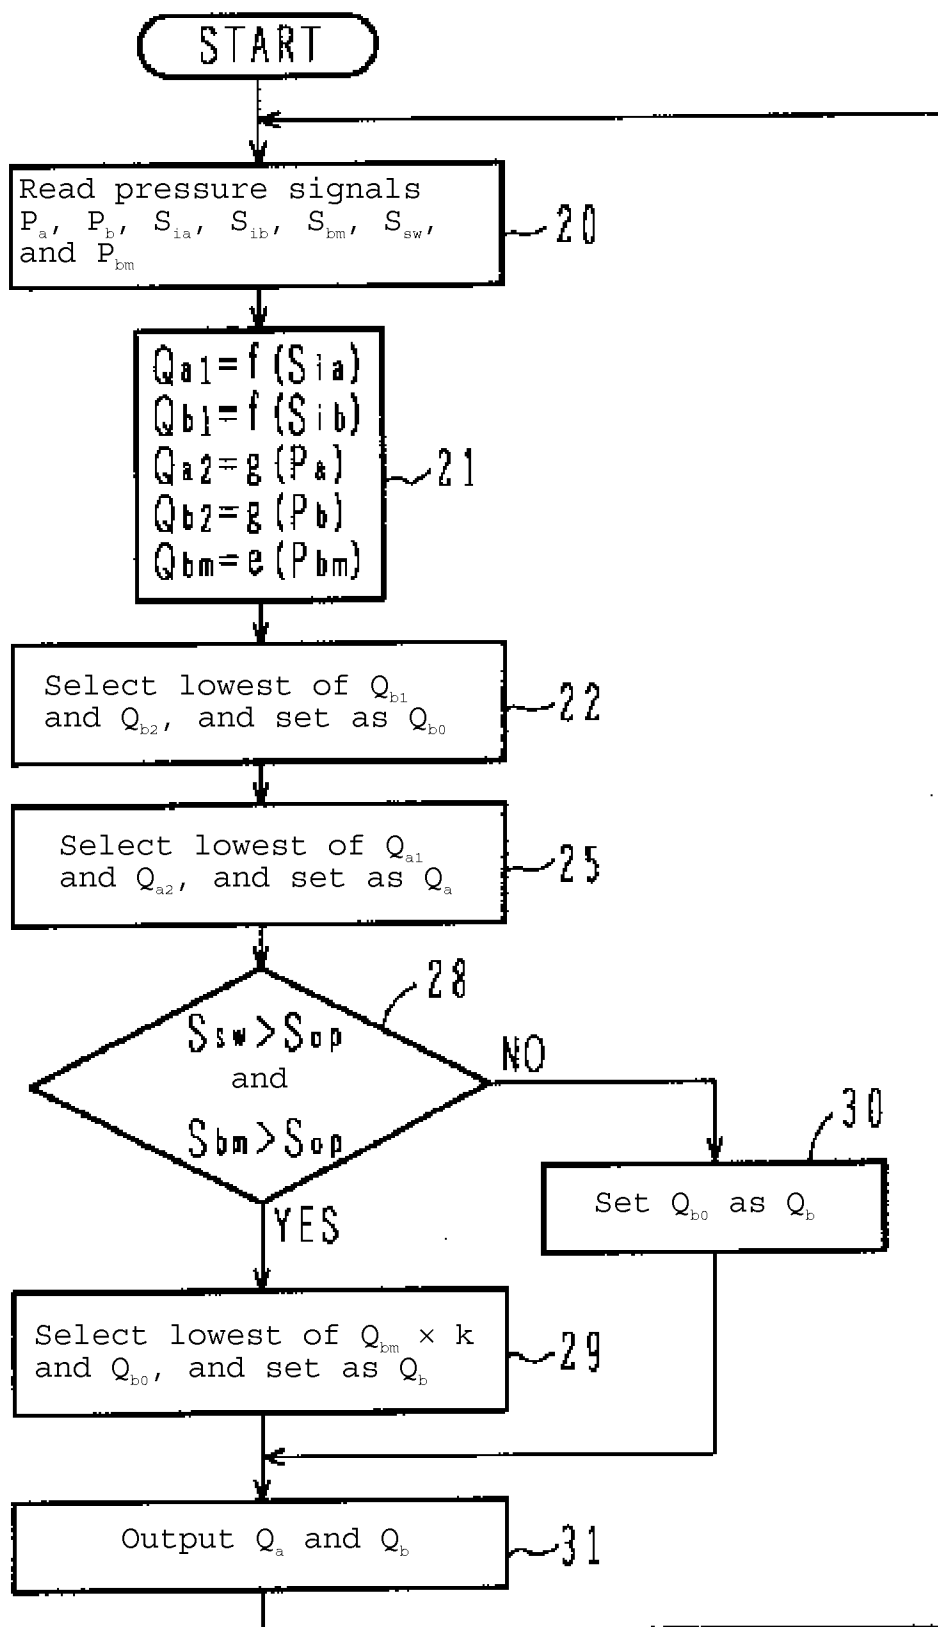 START
Read pressure signals
Pa, Pb, Sia, Sib, Sbm, Ssw,
and Pbm
20
Qa1=f(Sia)
Qb1=f(Sib)
Qa2=g(Pa)
Qb2=g(Pb)
Qbm=e(Pbm)
21
Select lowest of Qb1
and Qb2, and set as Qb0
22
Select lowest of Qa1
and Qa2, and set as Qa
25
28
Ssw>Sop
and
Sbm>Sop
NO
YES
30
Set Qb0 as Qb
Select lowest of Qbm × k
and Qb0, and set as Qb
29
Output Qa and Qb
31